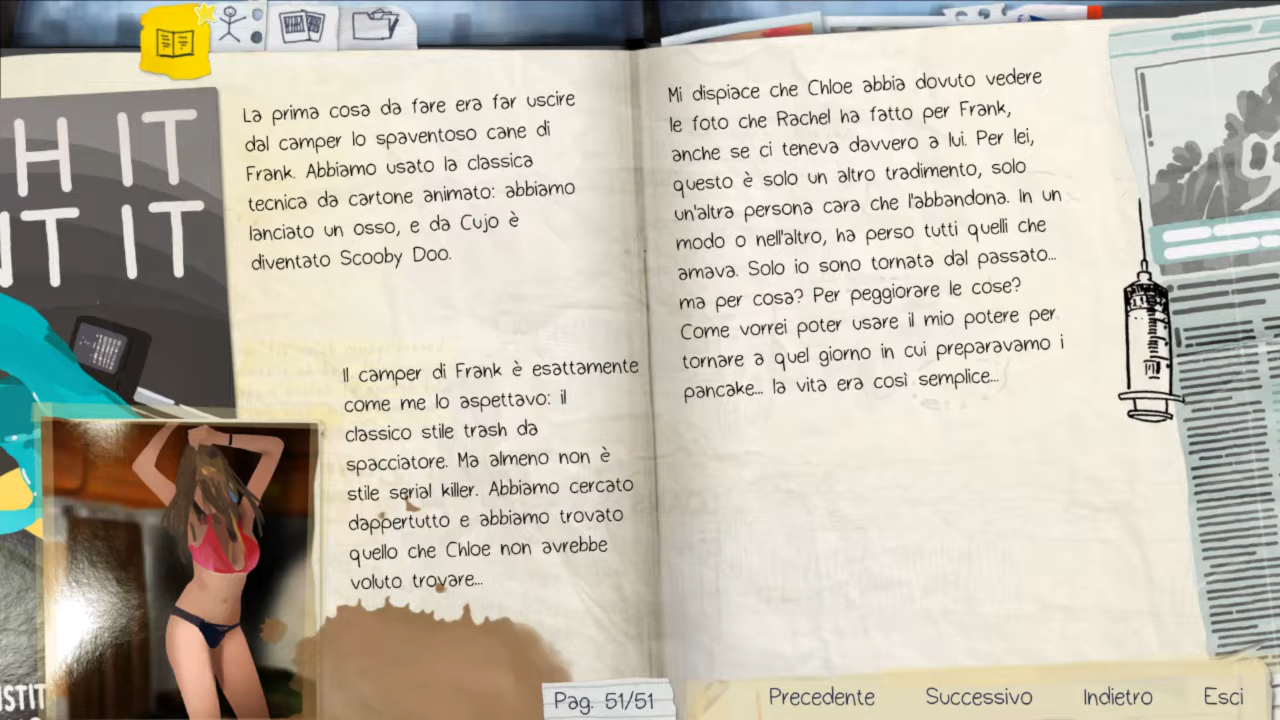 H IT
NT IT
La prima cosa da fare era far uscire
dal camper lo spaventoso cane di
Frank. Abbiamo usato la classica
tecnica da cartone animato: abbiamo
lanciato un osso, e da Cujo è
diventato Scooby Doo.
Il camper di Frank è esattamente
come me lo aspettavo: il
classico stile trash da
spacciatore. Ma almeno non è
stile serial killer. Abbiamo cercato
dappertutto e abbiamo trovato
quello che Chloe non avrebbe
voluto trovare...
Mi dispiace che Chloe abbia dovuto vedere
le foto che Rachel ha fatto per Frank,
anche se ci teneva davvero a lui. Per lei,
questo è solo un altro tradimento, solo
un'altra persona cara che l'abbandona. In un
modo o nell'altro, ha perso tutti quelli che
amava. Solo io sono tornata dal passato...
ma per cosa? Per peggiorare le cose?
Come vorrei poter usare il mio potere per
tornare a quel giorno in cui preparavamo i
pancake... la vita era così semplice...
Pag. 51/51
Precedente Successivo Indietro Esci